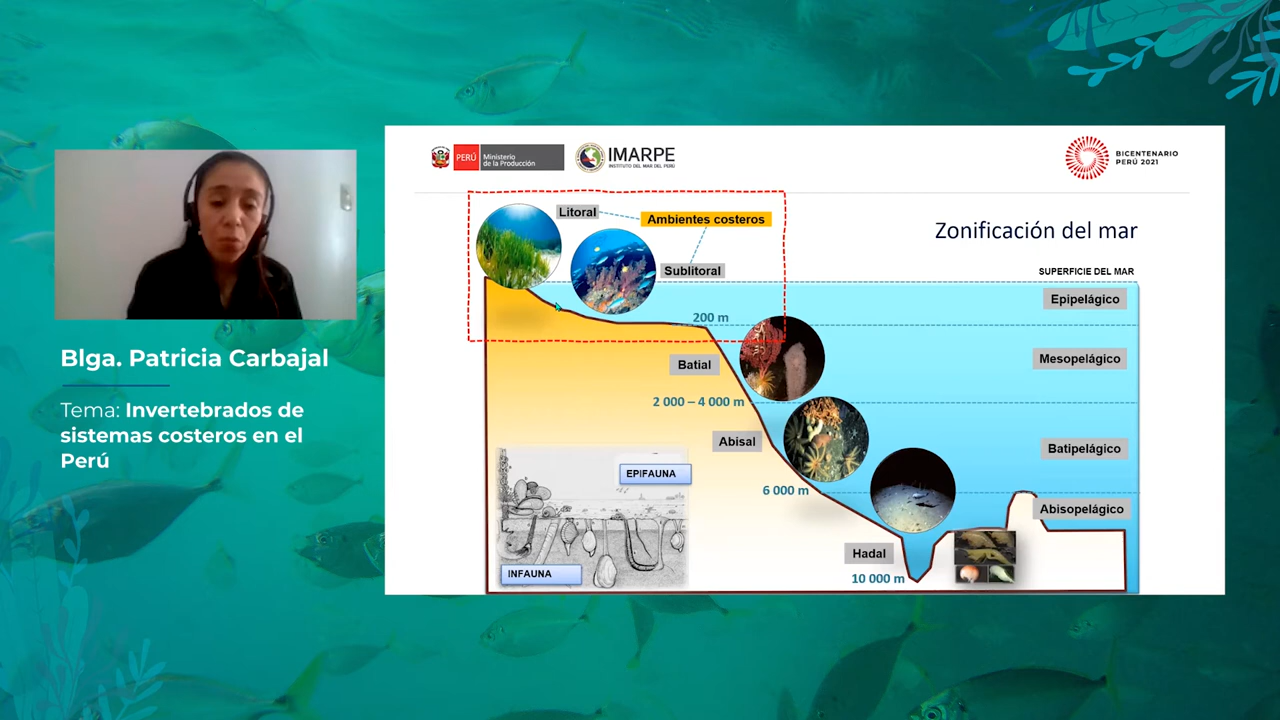 Blga. Patricia Carbajal
Tema: Invertebrados de
sistemas costeros en el
Perú
PERÚ
Ministerio
de la Producción
IMARPE
INSTITUTO DEL MAR DEL PERÚ
BICENTENARIO
PERÚ 2021
Zonificación del mar
Litoral
Ambientes costeros
Sublitoral
SUPERFICIE DEL MAR
Epipelágico
200 m
Mesopelágico
Batial
2 000 – 4 000 m
Abisal
Batipelágico
6 000 m
Abisopelágico
Hadal
10 000 m
EPIFAUNA
INFAUNA